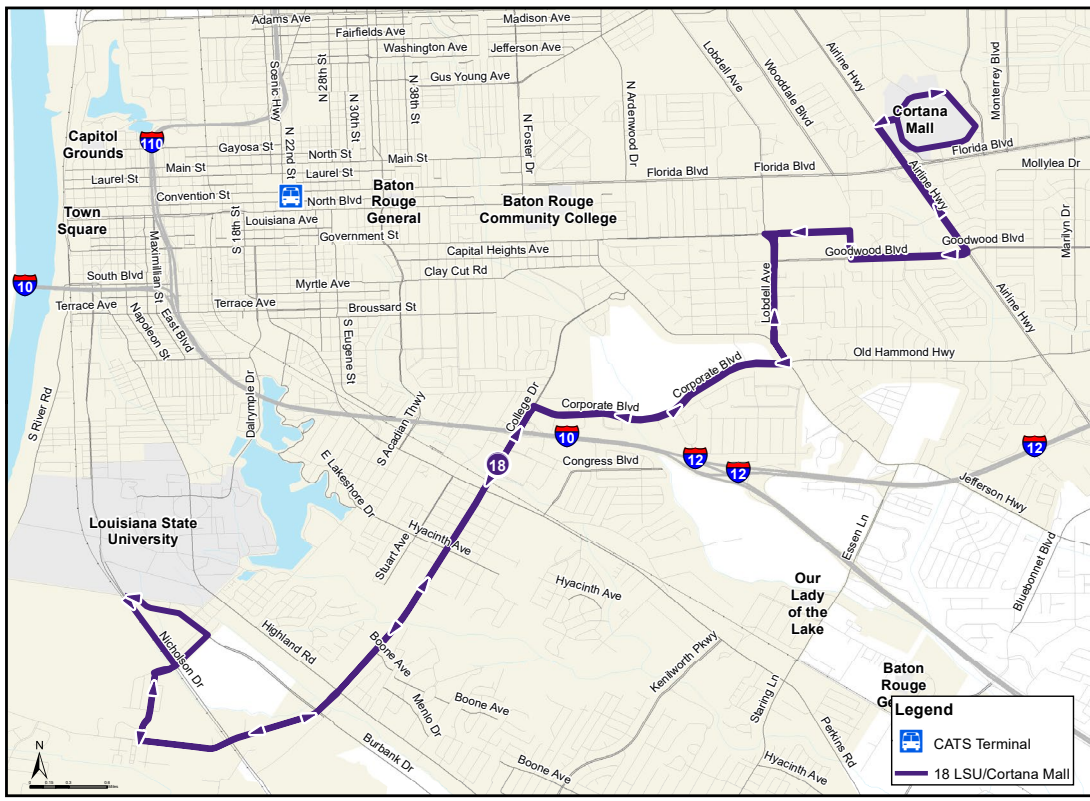 Adams Ave
Madison Ave
Fairfields Ave
Washington Ave
Jefferson Ave
Gus Young Ave
Scenic Hwy
N 28th St
N 30th St
N 38th St
N 22nd St
N Foster Dr
N Ardenwood Dr
Lobdell Ave
Wooddale Blvd
Airline Hwy
Monterrey Blvd
Cortana
Mall
Capitol
Grounds
110
Gayosa St
North St
Main St
Main St
Laurel St
Laurel St
Florida Blvd
Florida Blvd
Florida Blvd
Mollylea Dr
Convention St
North Blvd
Baton
Rouge
General
Baton Rouge
Community College
Town
Square
S 18th St
Louisiana Ave
Government St
Airline Hwy
Marilyn Dr
Maximillian St
Capital Heights Ave
Goodwood Blvd
Goodwood Blvd
Clay Cut Rd
10
South Blvd
Myrtle Ave
Lobdell Ave
Airline Hwy
Terrace Ave
Terrace Ave
Broussard St
Napoleon St
East Blvd
S Eugene St
Old Hammond Hwy
Corporate Blvd
Corporate Blvd
S River Rd
Dalrymple Dr
S Acadian Thwy
College Dr
10
12
12
12
18
Congress Blvd
E Lakeshore Dr
Jefferson Hwy
Louisiana State
University
Stuart Ave
Hyacinth Ave
Essen Ln
Bluebonnet Blvd
Hyacinth Ave
Our
Lady
of the
Lake
Nicholson Dr
Highland Rd
Boone Ave
Kenilworth Pkwy
Staring Ln
Perkins Rd
Menlo Dr
Boone Ave
Burbank Dr
Boone Ave
Hyacinth Ave
Baton
Rouge
Legend
CATS Terminal
18 LSU/Cortana Mall
N